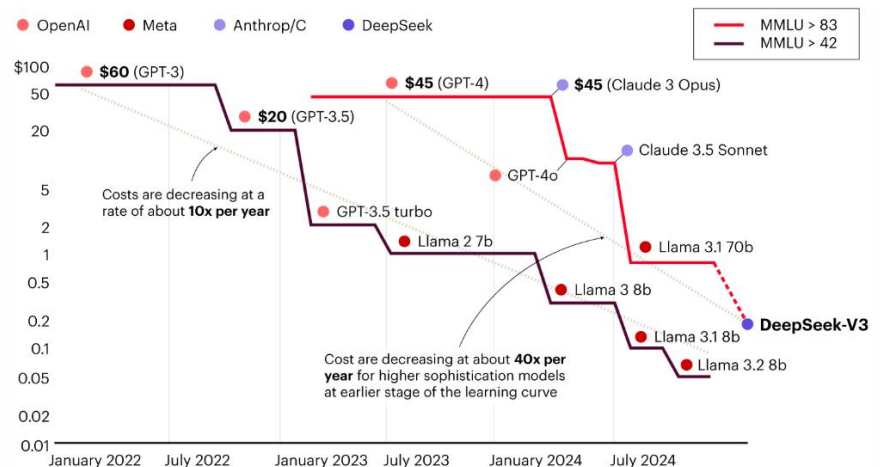 OpenAI
Meta
Anthrop/C
DeepSeek
MMLU > 83
MMLU > 42
$100
50
20
5
2
1
0.5
0.2
0.1
0.05
0.02
0.01
$60 (GPT-3)
$20 (GPT-3.5)
$45 (GPT-4)
$45 (Claude 3 Opus)
Claude 3.5 Sonnet
GPT-4o
Costs are decreasing at a
rate of about 10x per year
GPT-3.5 turbo
Llama 2 7b
Llama 3.1 70b
Llama 3 8b
DeepSeek-V3
Llama 3.1 8b
Llama 3.2 8b
Cost are decreasing at about 40x per
year for higher sophistication models
at earlier stage of the learning curve
January 2022
July 2022
January 2023
July 2023
January 2024
July 2024